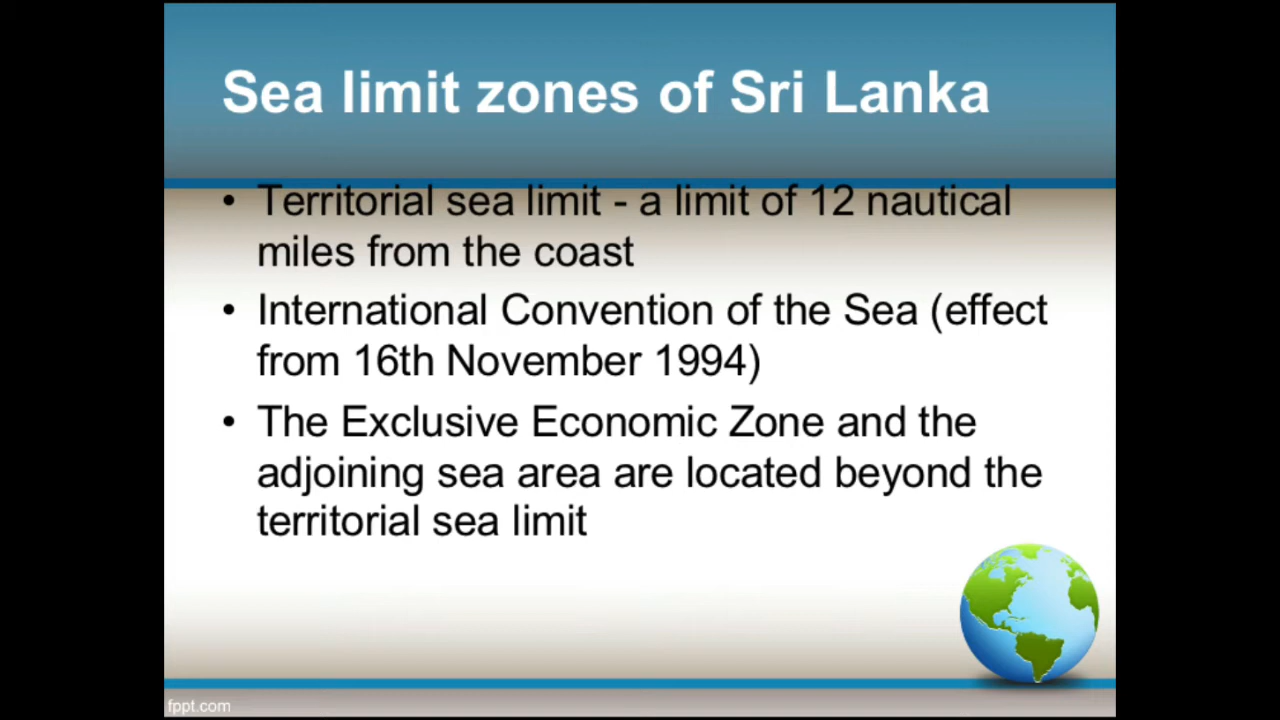 Sea limit zones of Sri Lanka
• Territorial sea limit - a limit of 12 nautical
miles from the coast
• International Convention of the Sea (effect
from 16th November 1994)
• The Exclusive Economic Zone and the
adjoining sea area are located beyond the
territorial sea limit
fppt.com